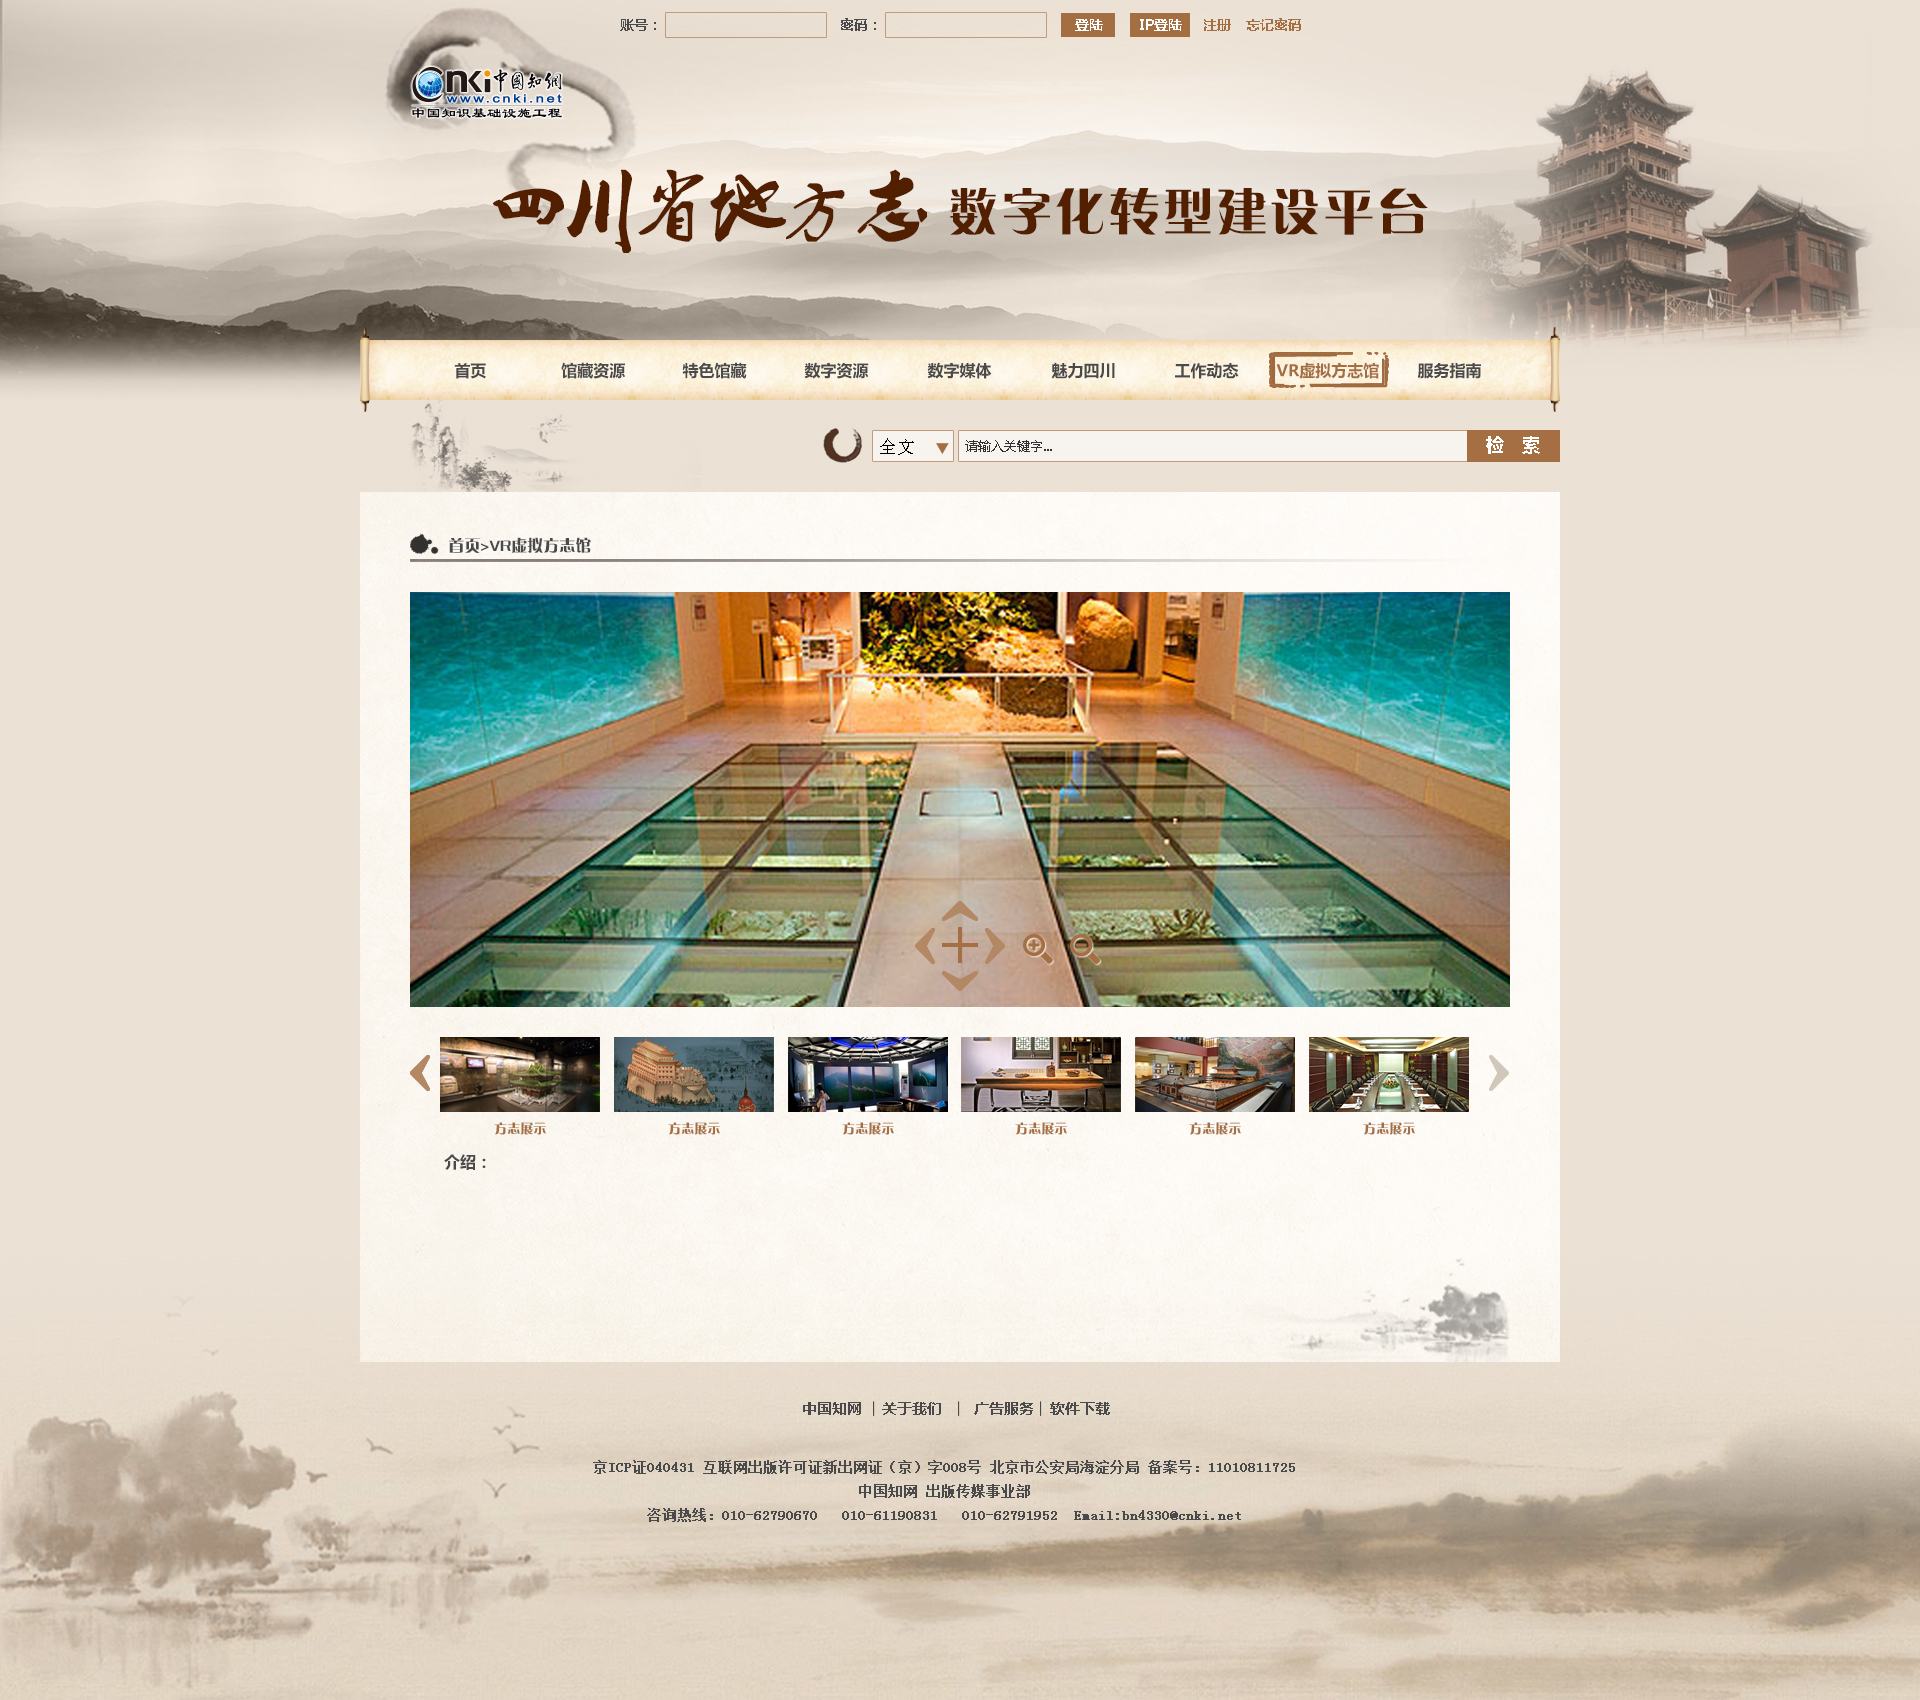 账号： 密码： 登陆 IP登陆 注册 忘记密码
Cnki中国知网
www.cnki.net
中国知识基础设施工程
四川省地方志 数字化转型建设平台
首页 馆藏资源 特色馆藏 数字资源 数字媒体 魅力四川 工作动态 VR虚拟方志馆 服务指南
全文 ▼ 请输入关键字... 检 索
首页>VR虚拟方志馆
方志展示 方志展示 方志展示 方志展示 方志展示 方志展示
介绍：
中国知网 ｜关于我们 ｜ 广告服务｜ 软件下载
京ICP证040431 互联网出版许可证新出网证（京）字008号 北京市公安局海淀分局 备案号：11010811725
中国知网 出版传媒事业部
咨询热线：010-62790670 010-61190831 010-62791952 Email:bn4330@cnki.net